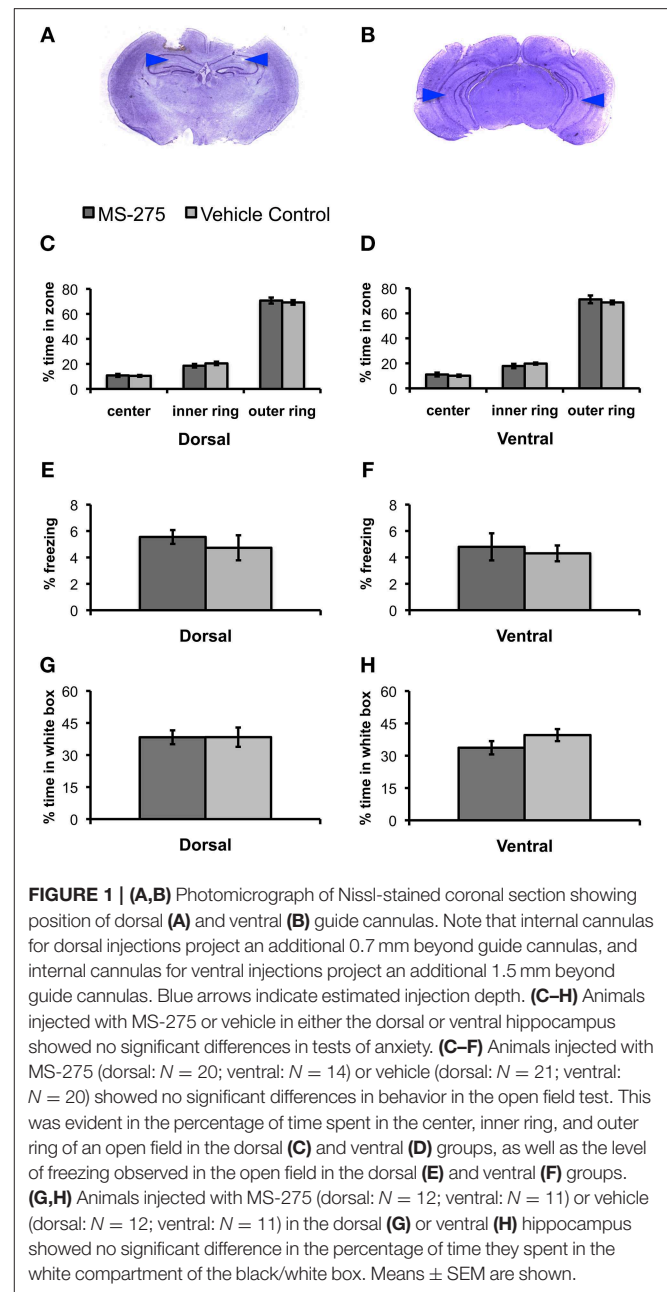 A
B
MS-275 Vehicle Control
C
D
% time in zone
80
60
40
20
0
center inner ring outer ring
Dorsal
% time in zone
80
60
40
20
0
center inner ring outer ring
Ventral
E
F
% freezing
8
6
4
2
0
Dorsal
% freezing
8
6
4
2
0
Ventral
G
H
% time in white box
60
45
30
15
0
Dorsal
% time in white box
60
45
30
15
0
Ventral
FIGURE 1 | (A,B) Photomicrograph of Nissl-stained coronal section showing
position of dorsal (A) and ventral (B) guide cannulas. Note that internal cannulas
for dorsal injections project an additional 0.7 mm beyond guide cannulas, and
internal cannulas for ventral injections project an additional 1.5 mm beyond
guide cannulas. Blue arrows indicate estimated injection depth. (C–H) Animals
injected with MS-275 or vehicle in either the dorsal or ventral hippocampus
showed no significant differences in tests of anxiety. (C–F) Animals injected with
MS-275 (dorsal: N = 20; ventral: N = 14) or vehicle (dorsal: N = 21; ventral:
N = 20) showed no significant differences in behavior in the open field test. This
was evident in the percentage of time spent in the center, inner ring, and outer
ring of an open field in the dorsal (C) and ventral (D) groups, as well as the level
of freezing observed in the open field in the dorsal (E) and ventral (F) groups.
(G,H) Animals injected with MS-275 (dorsal: N = 12; ventral: N = 11) or vehicle
(dorsal: N = 12; ventral: N = 11) in the dorsal (G) or ventral (H) hippocampus
showed no significant difference in the percentage of time they spent in the
white compartment of the black/white box. Means ± SEM are shown.